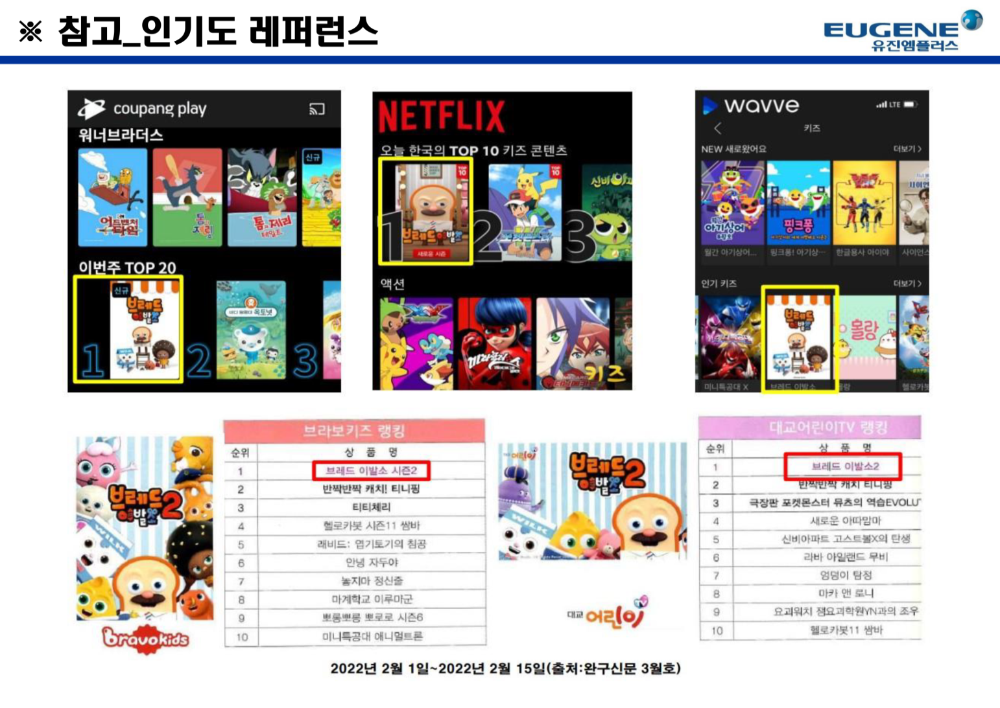 ※ 참고_인기도 레퍼런스
EUGENE
유진엠플러스
coupang play
워너브라더스
어드벤처 타임
톰과 제리
톰과 제리
신규
이번주 TOP 20
신규
브레드 이발소
바다 탐험대 옥토넛
1 2 3
NETFLIX
오늘 한국의 TOP 10 키즈 콘텐츠
TOP 10
TOP 10
브레드이발소
새로운 시즌
신비아파
1 2 3
액션
미라큘러스
키즈
wavve
LTE
키즈
NEW 새로왔어요
더보기 >
아기상어
핑크퐁
월간 아기상어...
핑크퐁! 아기상...
한글용사 아이야
사이언스
인기 키즈
더보기 >
브레드 이발소
몰랑
미니특공대 X
브레드 이발소
몰랑
헬로카봇
브레드 이발소2
WILK
bravokids
브라보키즈 랭킹
순위 상 품 명
1 브레드 이발소 시즌2
2 반짝반짝 캐치! 티니핑
3 티티체리
4 헬로카봇 시즌11 쌍바
5 래비드: 엽기토기의 침공
6 안녕 자두야
7 놓지마 정신줄
8 마계학교 이루마군
9 뽀롱뽀롱 뽀로로 시즌6
10 미니특공대 애니멀트론
대교 어린이
브레드 이발소2
WILK
대교 어린이 TV
대교어린이TV 랭킹
순위 상 품 명
1 브레드 이발소2
2 반짝반짝 캐치 티니핑
3 극장판 포켓몬스터 뮤츠의 역습EVOLU
4 새로운 아따맘마
5 신비아파트 고스트볼X의 탄생
6 라바 아일랜드 무비
7 엉덩이 탐정
8 마카 앤 로니
9 요괴워치 쟘요괴학원YN과의 조우
10 헬로카봇11 쌍바
2022년 2월 1일~2022년 2월 15일(출처:완구신문 3월호)